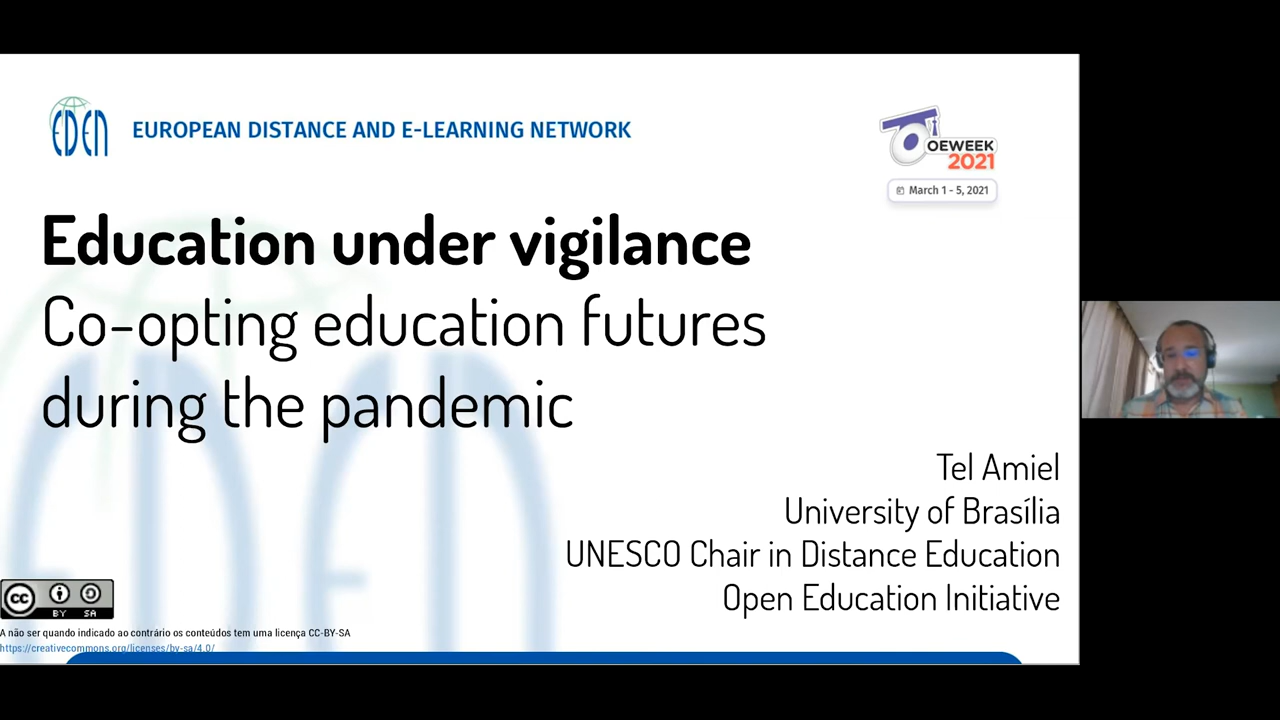 EDEN
EUROPEAN DISTANCE AND E-LEARNING NETWORK
OEWEEK
2021
March 1 - 5, 2021
Education under vigilance
Co-opting education futures
during the pandemic
Tel Amiel
University of Brasília
UNESCO Chair in Distance Education
Open Education Initiative
cc
BY SA
A não ser quando indicado ao contrário os conteúdos tem uma licença CC-BY-SA
https://creativecommons.org/licenses/by-sa/4.0/